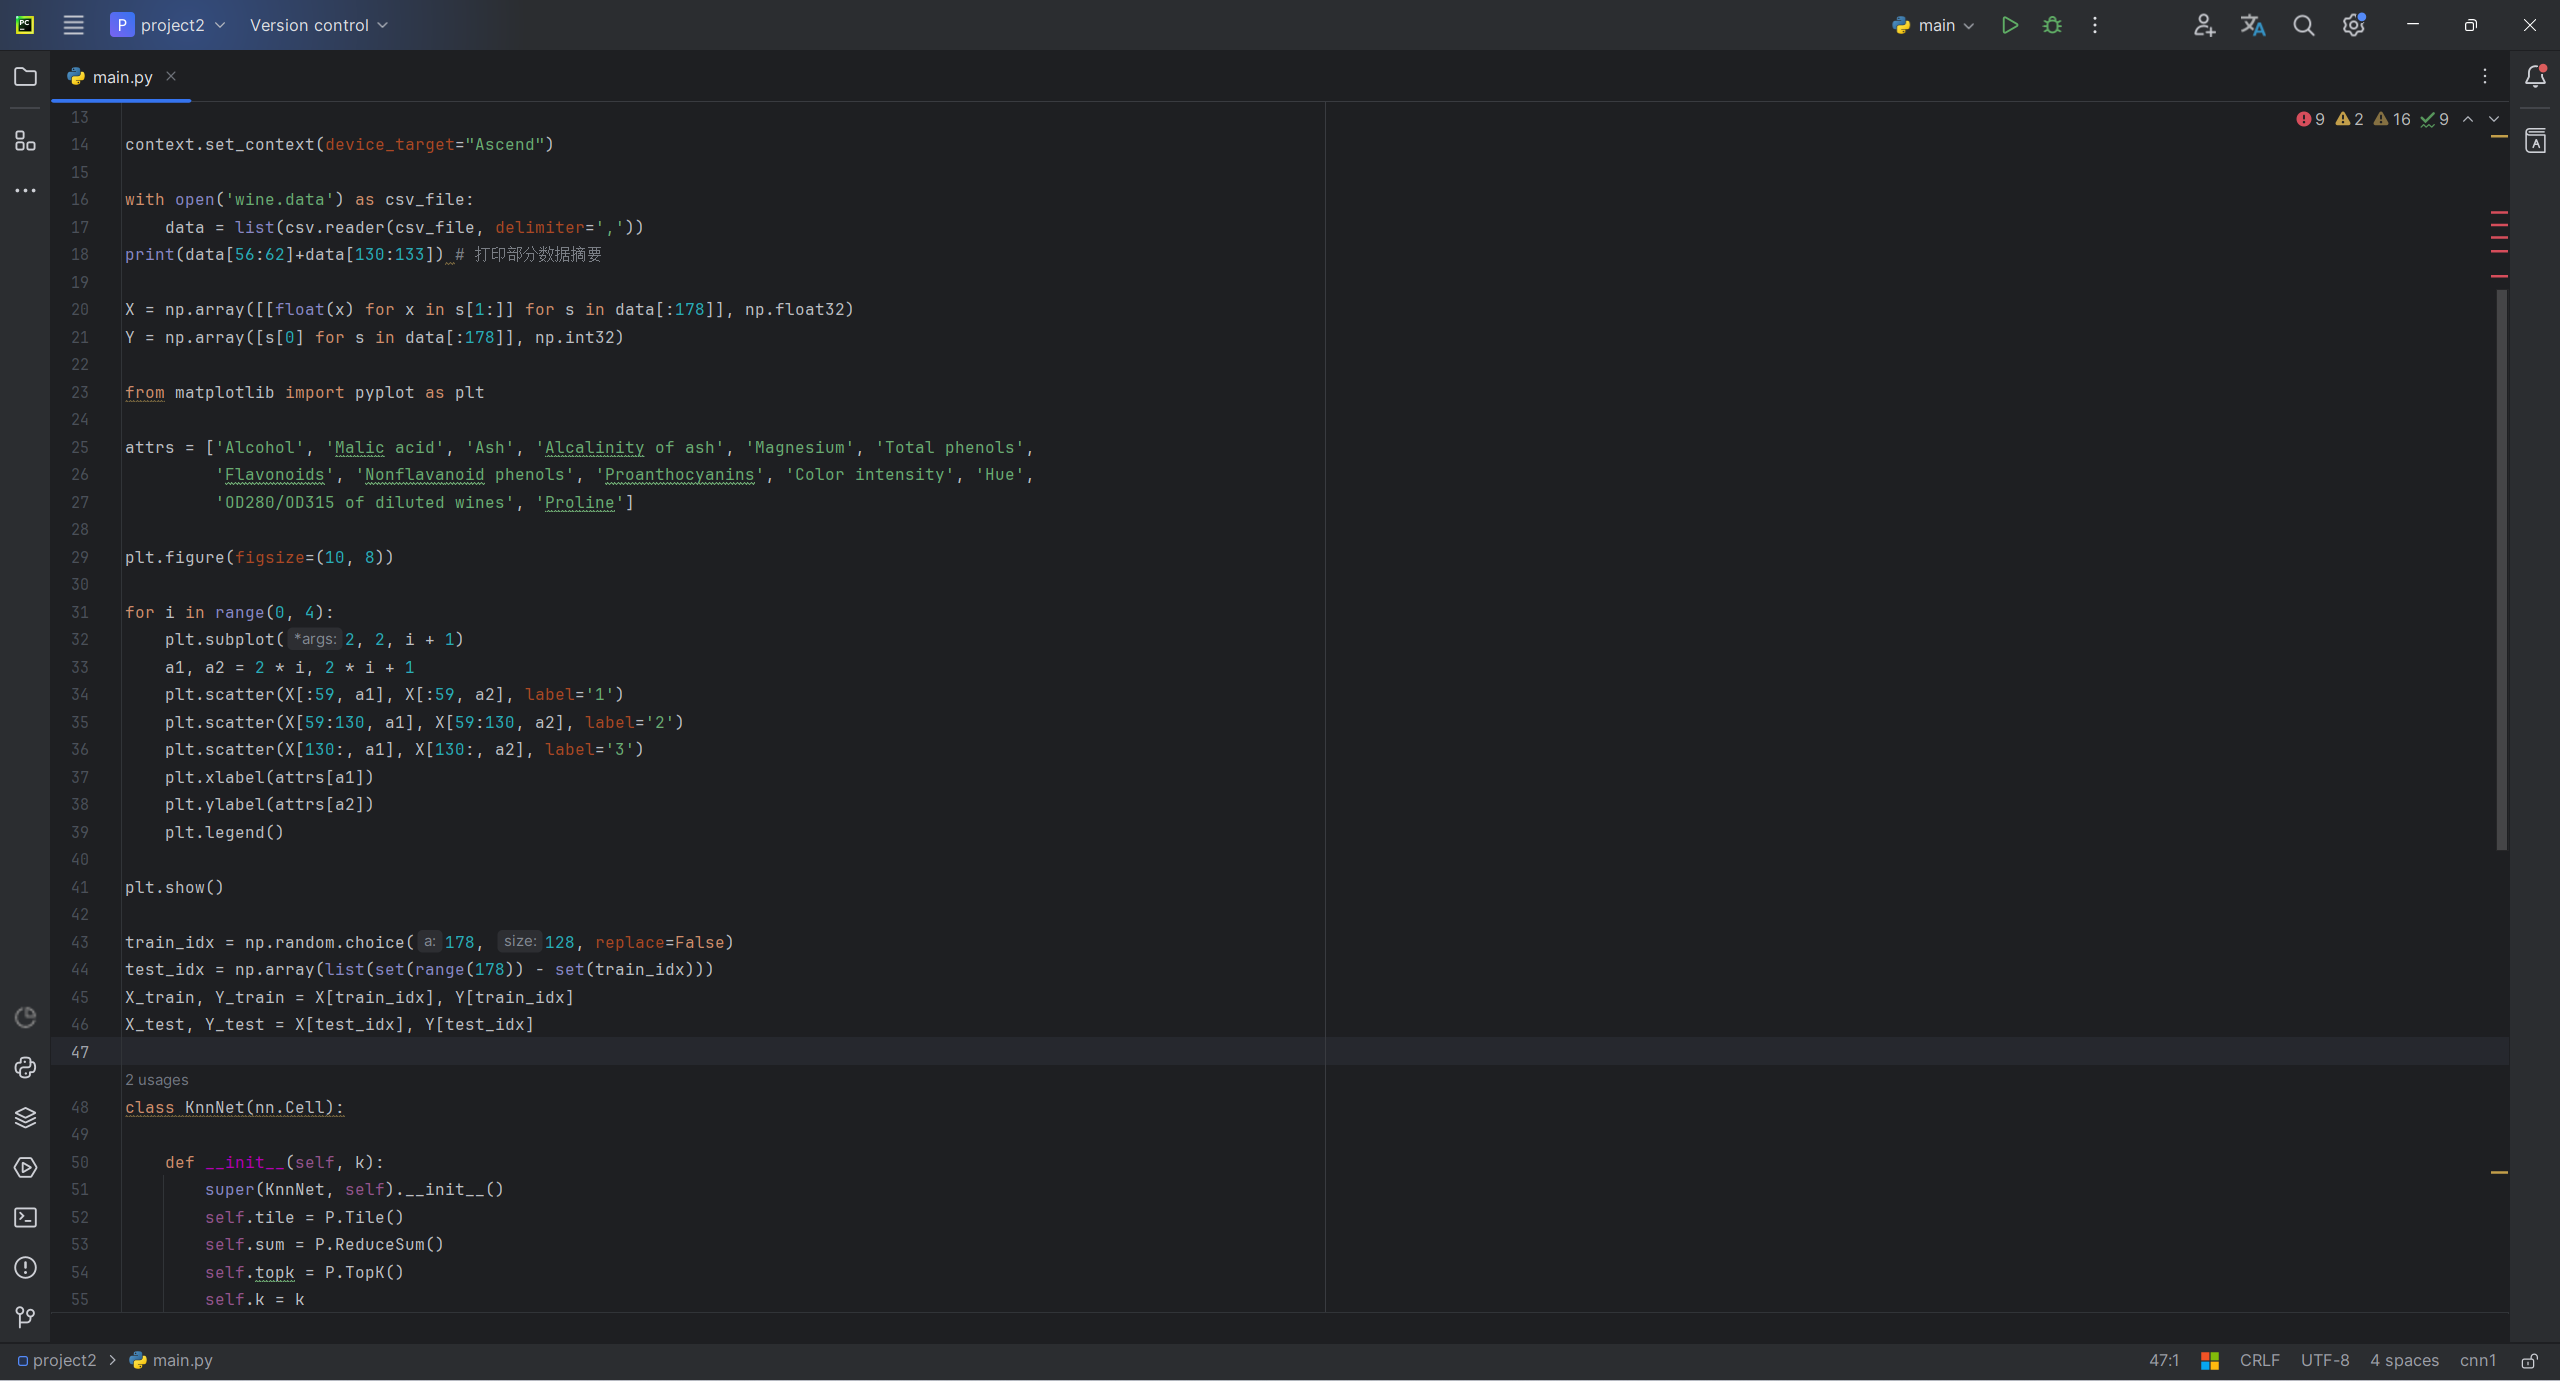 PC project2 Version control main
main.py
9 2 16 9
13
14 context.set_context(device_target="Ascend")
15
16 with open('wine.data') as csv_file:
17     data = list(csv.reader(csv_file, delimiter=','))
18 print(data[56:62]+data[130:133]) # 打印部分数据摘要
19
20 X = np.array([[float(x) for x in s[1:]] for s in data[:178]], np.float32)
21 Y = np.array([s[0] for s in data[:178]], np.int32)
22
23 from matplotlib import pyplot as plt
24
25 attrs = ['Alcohol', 'Malic acid', 'Ash', 'Alcalinity of ash', 'Magnesium', 'Total phenols',
26          'Flavonoids', 'Nonflavanoid phenols', 'Proanthocyanins', 'Color intensity', 'Hue',
27          'OD280/OD315 of diluted wines', 'Proline']
28
29 plt.figure(figsize=(10, 8))
30
31 for i in range(0, 4):
32     plt.subplot( *args: 2, 2, i + 1)
33     a1, a2 = 2 * i, 2 * i + 1
34     plt.scatter(X[:59, a1], X[:59, a2], label='1')
35     plt.scatter(X[59:130, a1], X[59:130, a2], label='2')
36     plt.scatter(X[130:, a1], X[130:, a2], label='3')
37     plt.xlabel(attrs[a1])
38     plt.ylabel(attrs[a2])
39     plt.legend()
40
41 plt.show()
42
43 train_idx = np.random.choice( a: 178, size: 128, replace=False)
44 test_idx = np.array(list(set(range(178)) - set(train_idx)))
45 X_train, Y_train = X[train_idx], Y[train_idx]
46 X_test, Y_test = X[test_idx], Y[test_idx]
47
2 usages
48 class KnnNet(nn.Cell):
49
50     def __init__(self, k):
51         super(KnnNet, self).__init__()
52         self.tile = P.Tile()
53         self.sum = P.ReduceSum()
54         self.topk = P.TopK()
55         self.k = k
project2 > main.py 47:1 CRLF UTF-8 4 spaces cnn1